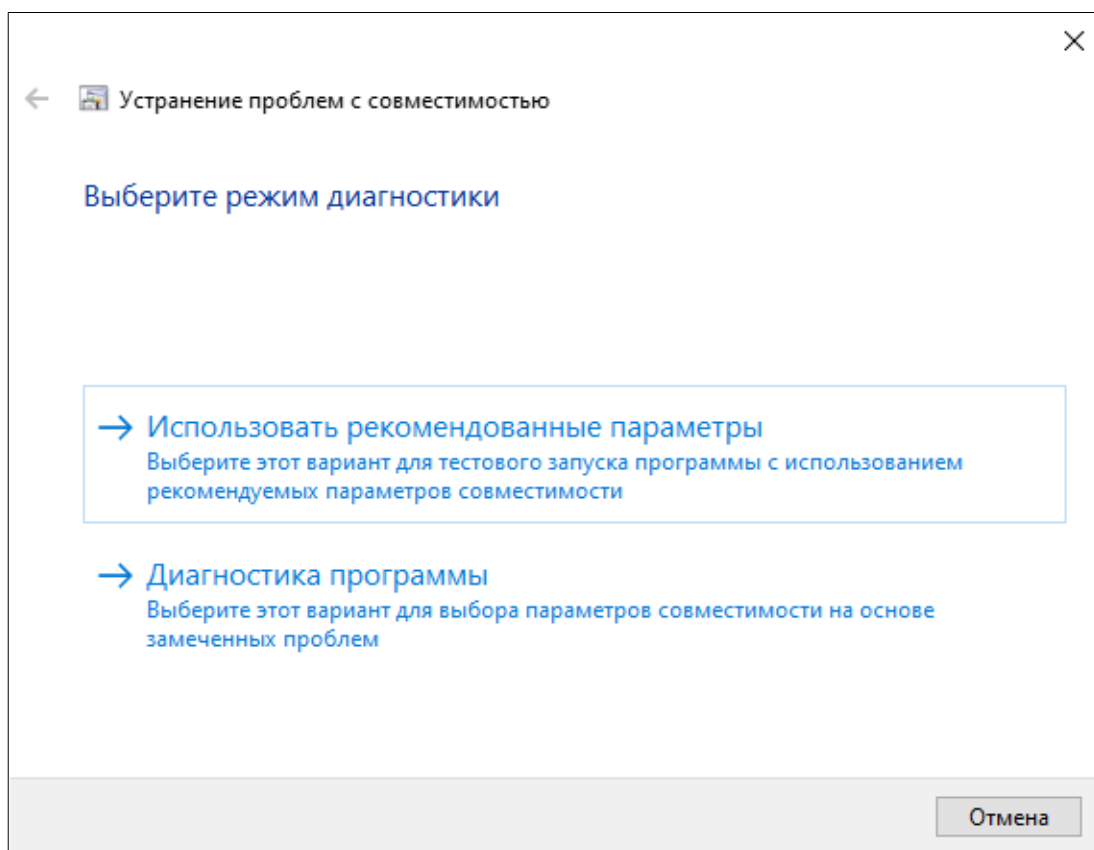 Устранение проблем с совместимостью
Выберите режим диагностики
Использовать рекомендованные параметры
Выберите этот вариант для тестового запуска программы с использованием
рекомендуемых параметров совместимости
Диагностика программы
Выберите этот вариант для выбора параметров совместимости на основе
замеченных проблем
Отмена